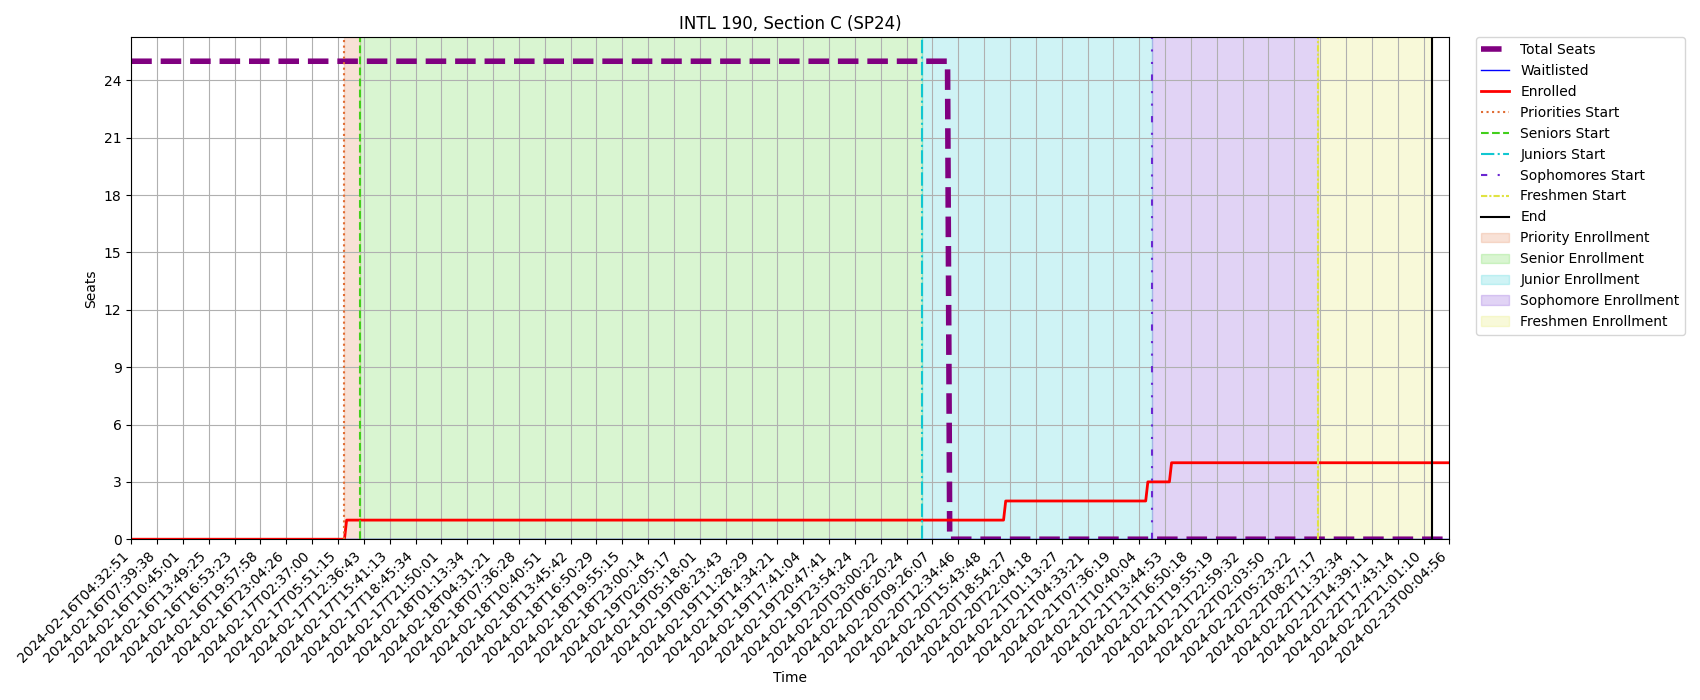 INTL 190, Section C (SP24)
Seats
24
21
18
15
12
9
6
3
0
2024-02-16T04:32:51
2024-02-16T07:39:38
2024-02-16T10:45:01
2024-02-16T13:49:25
2024-02-16T16:53:23
2024-02-16T19:57:58
2024-02-16T23:04:26
2024-02-17T02:37:00
2024-02-17T05:51:15
2024-02-17T12:36:43
2024-02-17T15:41:13
2024-02-17T18:45:34
2024-02-17T21:50:01
2024-02-18T01:13:34
2024-02-18T04:31:21
2024-02-18T07:36:28
2024-02-18T10:40:51
2024-02-18T13:45:42
2024-02-18T16:50:29
2024-02-18T19:55:15
2024-02-18T23:00:14
2024-02-19T02:05:17
2024-02-19T05:18:01
2024-02-19T08:23:43
2024-02-19T11:28:29
2024-02-19T14:34:21
2024-02-19T17:41:04
2024-02-19T20:47:41
2024-02-19T23:54:24
2024-02-20T03:00:22
2024-02-20T06:20:24
2024-02-20T09:26:07
2024-02-20T12:34:46
2024-02-20T15:43:48
2024-02-20T18:54:27
2024-02-20T22:04:18
2024-02-21T01:13:27
2024-02-21T04:33:21
2024-02-21T07:36:19
2024-02-21T10:40:04
2024-02-21T13:44:53
2024-02-21T16:50:18
2024-02-21T19:55:19
2024-02-21T22:59:32
2024-02-22T02:03:50
2024-02-22T05:23:22
2024-02-22T08:27:17
2024-02-22T11:32:34
2024-02-22T14:39:11
2024-02-22T17:43:14
2024-02-22T21:01:10
2024-02-23T00:04:56
Time
Total Seats
Waitlisted
Enrolled
Priorities Start
Seniors Start
Juniors Start
Sophomores Start
Freshmen Start
End
Priority Enrollment
Senior Enrollment
Junior Enrollment
Sophomore Enrollment
Freshmen Enrollment